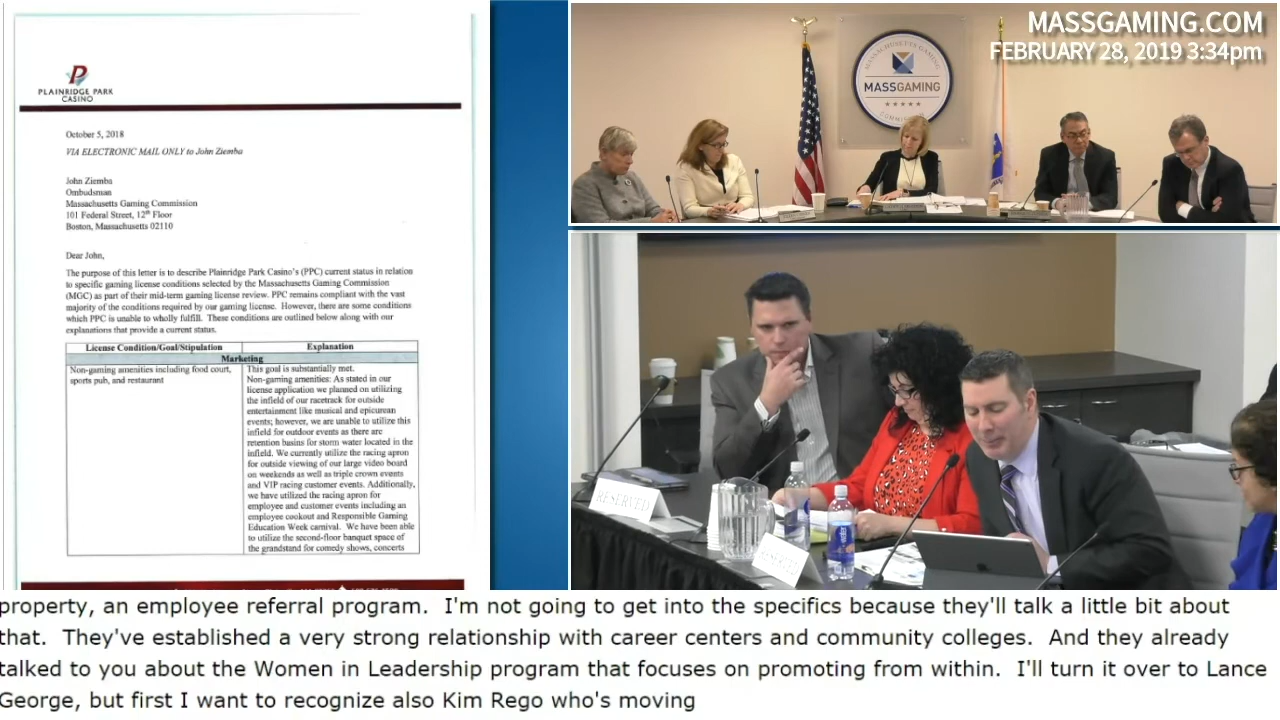 P
PLAINRIDGE PARK
CASINO
October 5, 2018
VIA ELECTRONIC MAIL ONLY to John Ziemba
John Ziemba
Ombudsman
Massachusetts Gaming Commission
101 Federal Street, 12th Floor
Boston, Massachusetts 02110
Dear John,
The purpose of this letter is to describe Plainridge Park Casino's (PPC) current status in relation
to specific gaming license conditions selected by the Massachusetts Gaming Commission
(MGC) as part of their mid-term gaming license review. PPC remains compliant with the vast
majority of the conditions required by our gaming license. However, there are some conditions
which PPC is unable to wholly fulfill. These conditions are outlined below along with our
explanations that provide a current status.
License Condition/Goal/Stipulation
Explanation
Marketing
Non-gaming amenities including food court,
sports pub, and restaurant
This goal is substantially met.
Non-gaming amenities: As stated in our
license application we planned on utilizing
the infield of our racetrack for outside
entertainment like musical and epicurean
events; however, we are unable to utilize this
infield for outdoor events as there are
retention basins for storm water located in the
infield. We currently utilize the racing apron
for outside viewing of our large video board
on weekends as well as triple crown events
and VIP racing customer events. Additionally,
we have utilized the racing apron for
employee and customer events including an
employee cookout and Responsible Gaming
Education Week carnival. We have been able
to utilize the second-floor banquet space of
the grandstand for comedy shows, concerts
MASSGAMING.COM
FEBRUARY 28, 2019 3:34pm
MASSACHUSETTS GAMING
MASSGAMING
COMMISSION
RESERVED
RESERVED
property, an employee referral program. I'm not going to get into the specifics because they'll talk a little bit about
that. They've established a very strong relationship with career centers and community colleges. And they already
talked to you about the Women in Leadership program that focuses on promoting from within. I'll turn it over to Lance
George, but first I want to recognize also Kim Rego who's moving